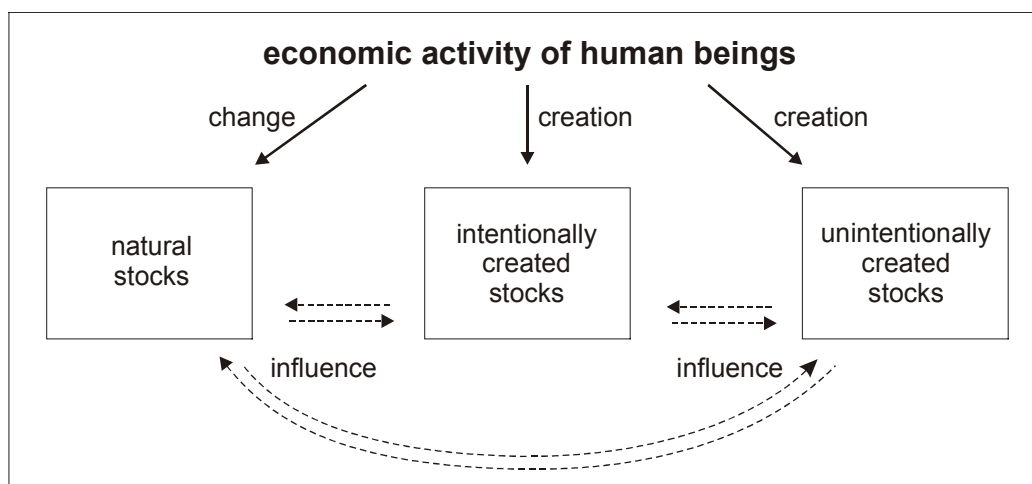 economic activity of human beings
change
creation
creation
natural
stocks
intentionally
created
stocks
unintentionally
created
stocks
influence
influence